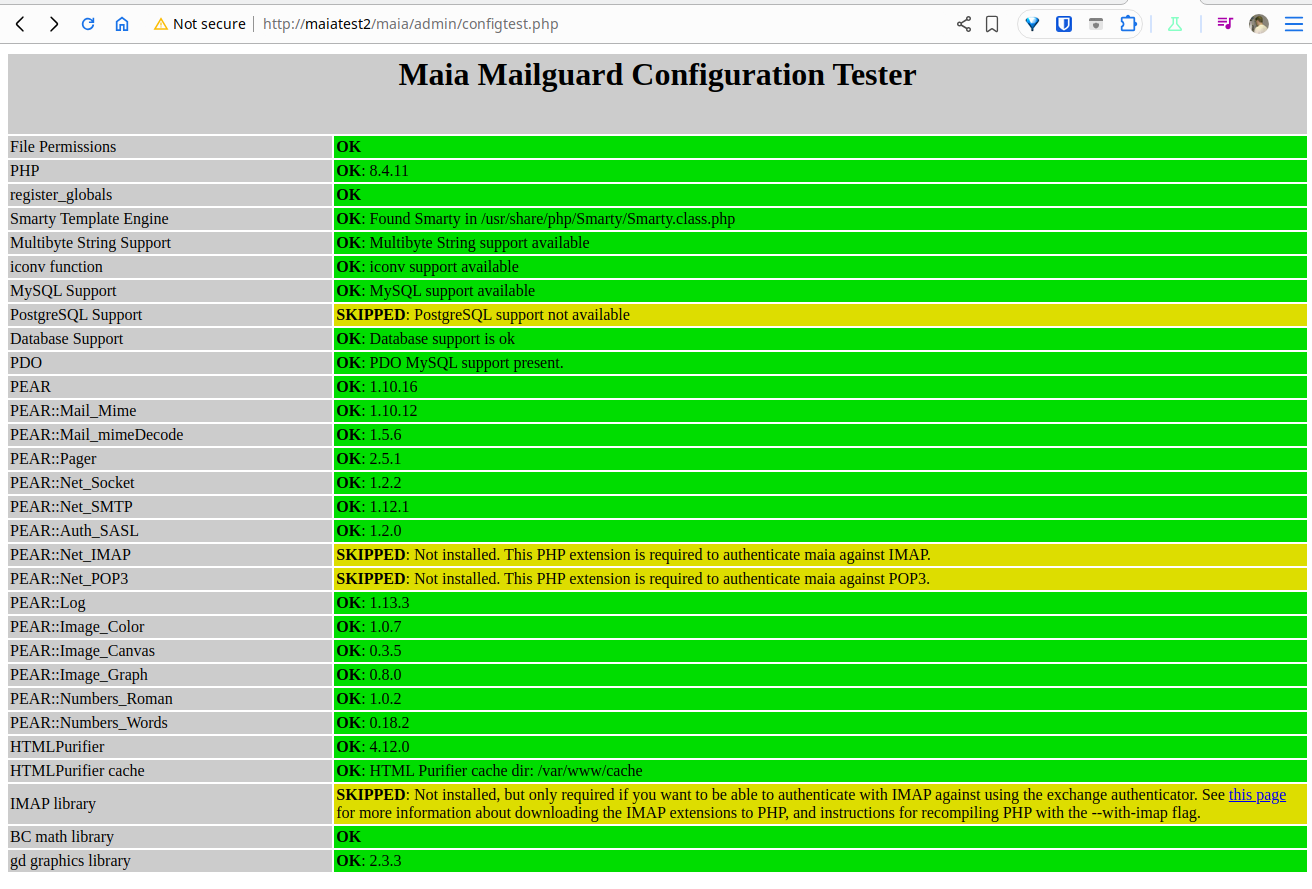 Not secure
http://maiatest2/maia/admin/configtest.php
Maia Mailguard Configuration Tester
File Permissions OK
PHP OK: 8.4.11
register_globals OK
Smarty Template Engine OK: Found Smarty in /usr/share/php/Smarty/Smarty.class.php
Multibyte String Support OK: Multibyte String support available
iconv function OK: iconv support available
MySQL Support OK: MySQL support available
PostgreSQL Support SKIPPED: PostgreSQL support not available
Database Support OK: Database support is ok
PDO OK: PDO MySQL support present.
PEAR OK: 1.10.16
PEAR::Mail_Mime OK: 1.10.12
PEAR::Mail_mimeDecode OK: 1.5.6
PEAR::Pager OK: 2.5.1
PEAR::Net_Socket OK: 1.2.2
PEAR::Net_SMTP OK: 1.12.1
PEAR::Auth_SASL OK: 1.2.0
PEAR::Net_IMAP SKIPPED: Not installed. This PHP extension is required to authenticate maia against IMAP.
PEAR::Net_POP3 SKIPPED: Not installed. This PHP extension is required to authenticate maia against POP3.
PEAR::Log OK: 1.13.3
PEAR::Image_Color OK: 1.0.7
PEAR::Image_Canvas OK: 0.3.5
PEAR::Image_Graph OK: 0.8.0
PEAR::Numbers_Roman OK: 1.0.2
PEAR::Numbers_Words OK: 0.18.2
HTMLPurifier OK: 4.12.0
HTMLPurifier cache OK: HTML Purifier cache dir: /var/www/cache
IMAP library SKIPPED: Not installed, but only required if you want to be able to authenticate with IMAP against using the exchange authenticator. See this page
for more information about downloading the IMAP extensions to PHP, and instructions for recompiling PHP with the --with-imap flag.
BC math library OK
gd graphics library OK: 2.3.3